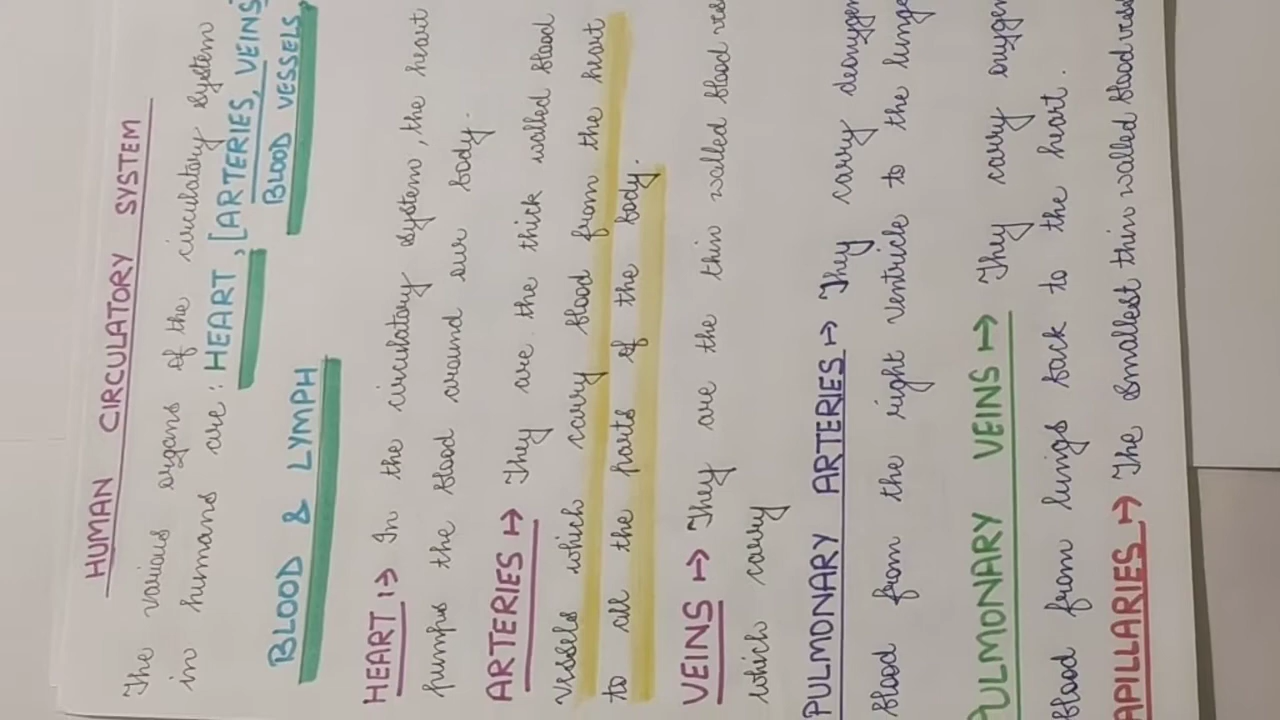 HUMAN CIRCULATORY SYSTEM
The various organs of the circulatory system
in humans are: HEART, [ARTERIES, VEINS
BLOOD VESSELS
BLOOD & LYMPH
HEART → In the circulatory system, the heart
pumps the blood around our body.
ARTERIES → They are the thick walled blood
vessels which carry blood from the heart
to all the parts of the body.
VEINS → They are the thin walled blood ves
which carry
PULMONARY ARTERIES → They carry deoxygen
blood from the right ventricle to the lungs
PULMONARY VEINS → They carry oxygen
blood from lungs back to the heart.
APILLARIES → The smallest thin walled blood vess